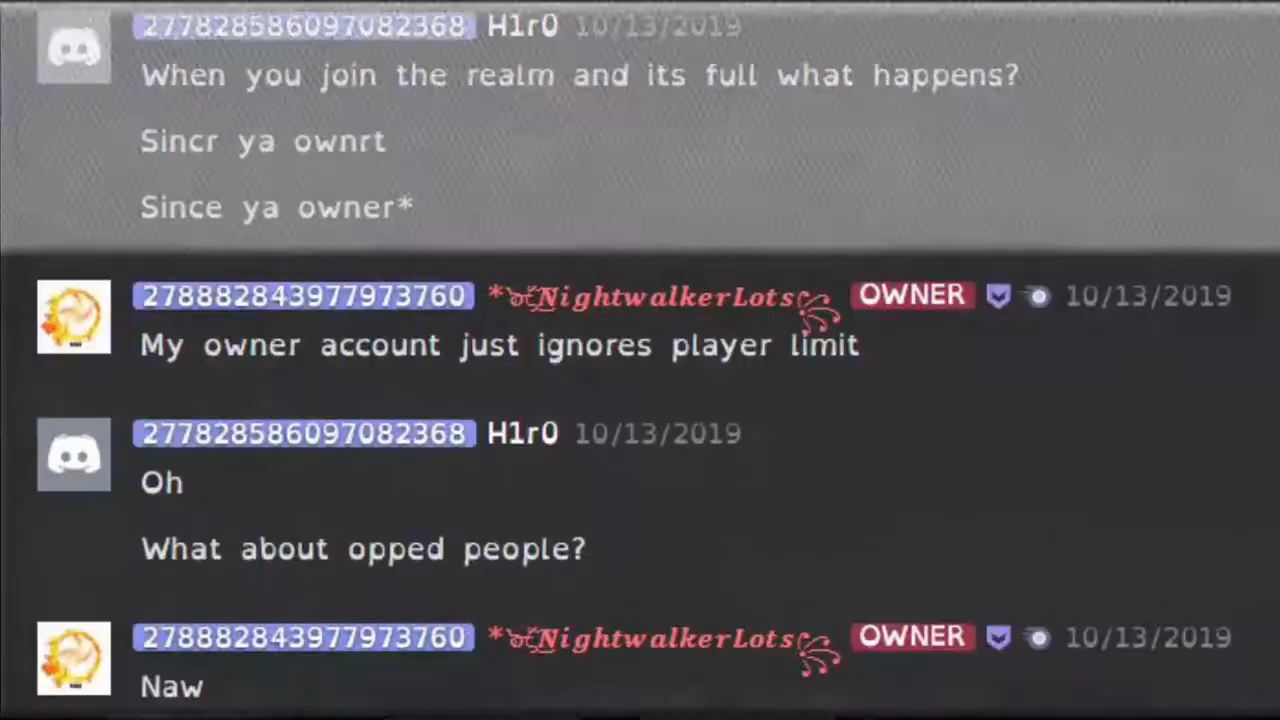 277828586097082368 H1r0 10/13/2019
When you join the realm and its full what happens?
Sincr ya ownrt
Since ya owner*
278882843977973760 *NightwalkerLots OWNER 10/13/2019
My owner account just ignores player limit
277828586097082368 H1r0 10/13/2019
Oh
What about opped people?
278882843977973760 *NightwalkerLots OWNER 10/13/2019
Naw